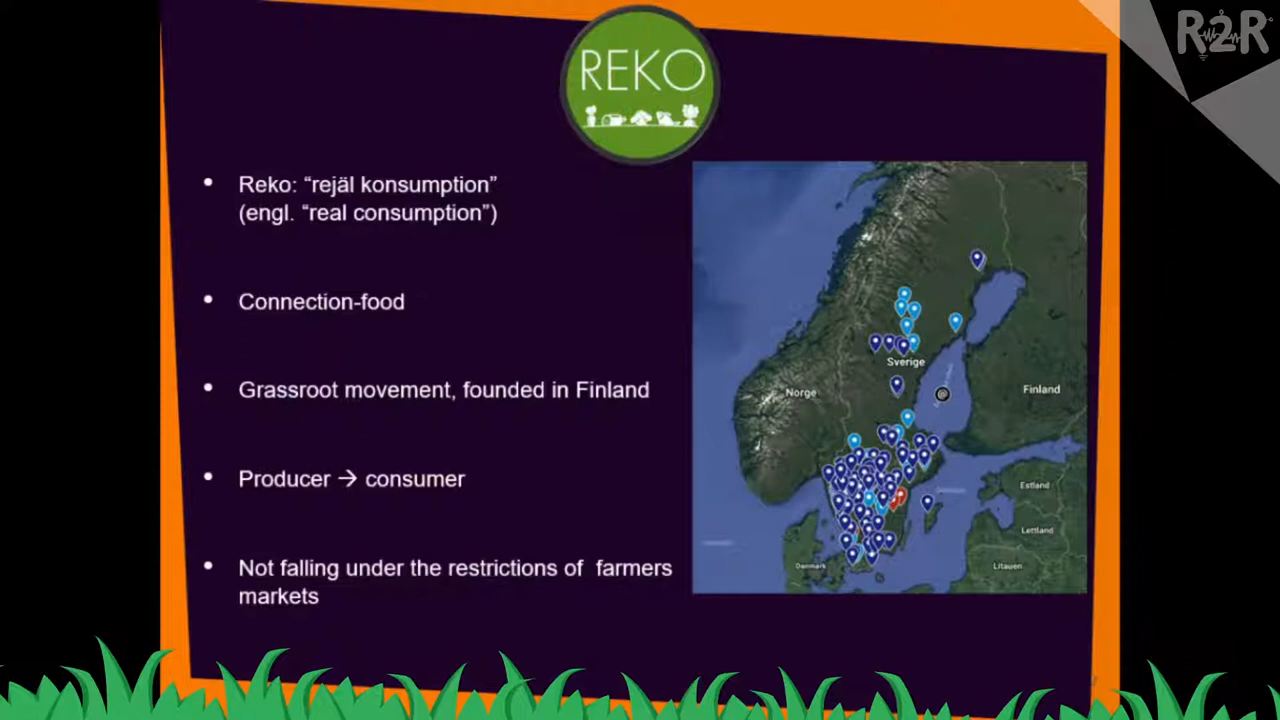 R2R
REKO
Reko: “rejäl konsumption”
(engl. “real consumption”)
Connection-food
Grassroot movement, founded in Finland
Producer → consumer
Not falling under the restrictions of farmers
markets
Sverige
Norge
Finland
Estland
Lettland
Danmark
Litauen